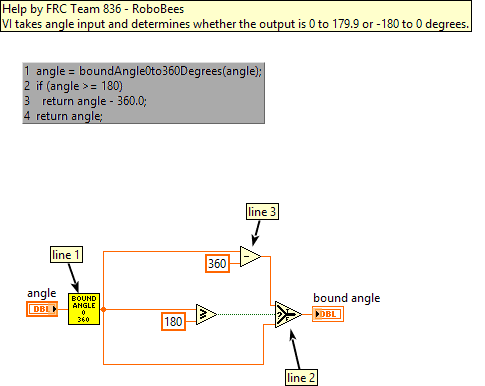 Help by FRC Team 836 - RoboBees
VI takes angle input and determines whether the output is 0 to 179.9 or -180 to 0 degrees.
1 angle = boundAngle0to360Degrees(angle);
2 if (angle >= 180)
3 return angle - 360.0;
4 return angle;
line 3
line 1
360
angle
bound angle
DBL
BOUND
ANGLE
0
360
180
?
DBL
line 2